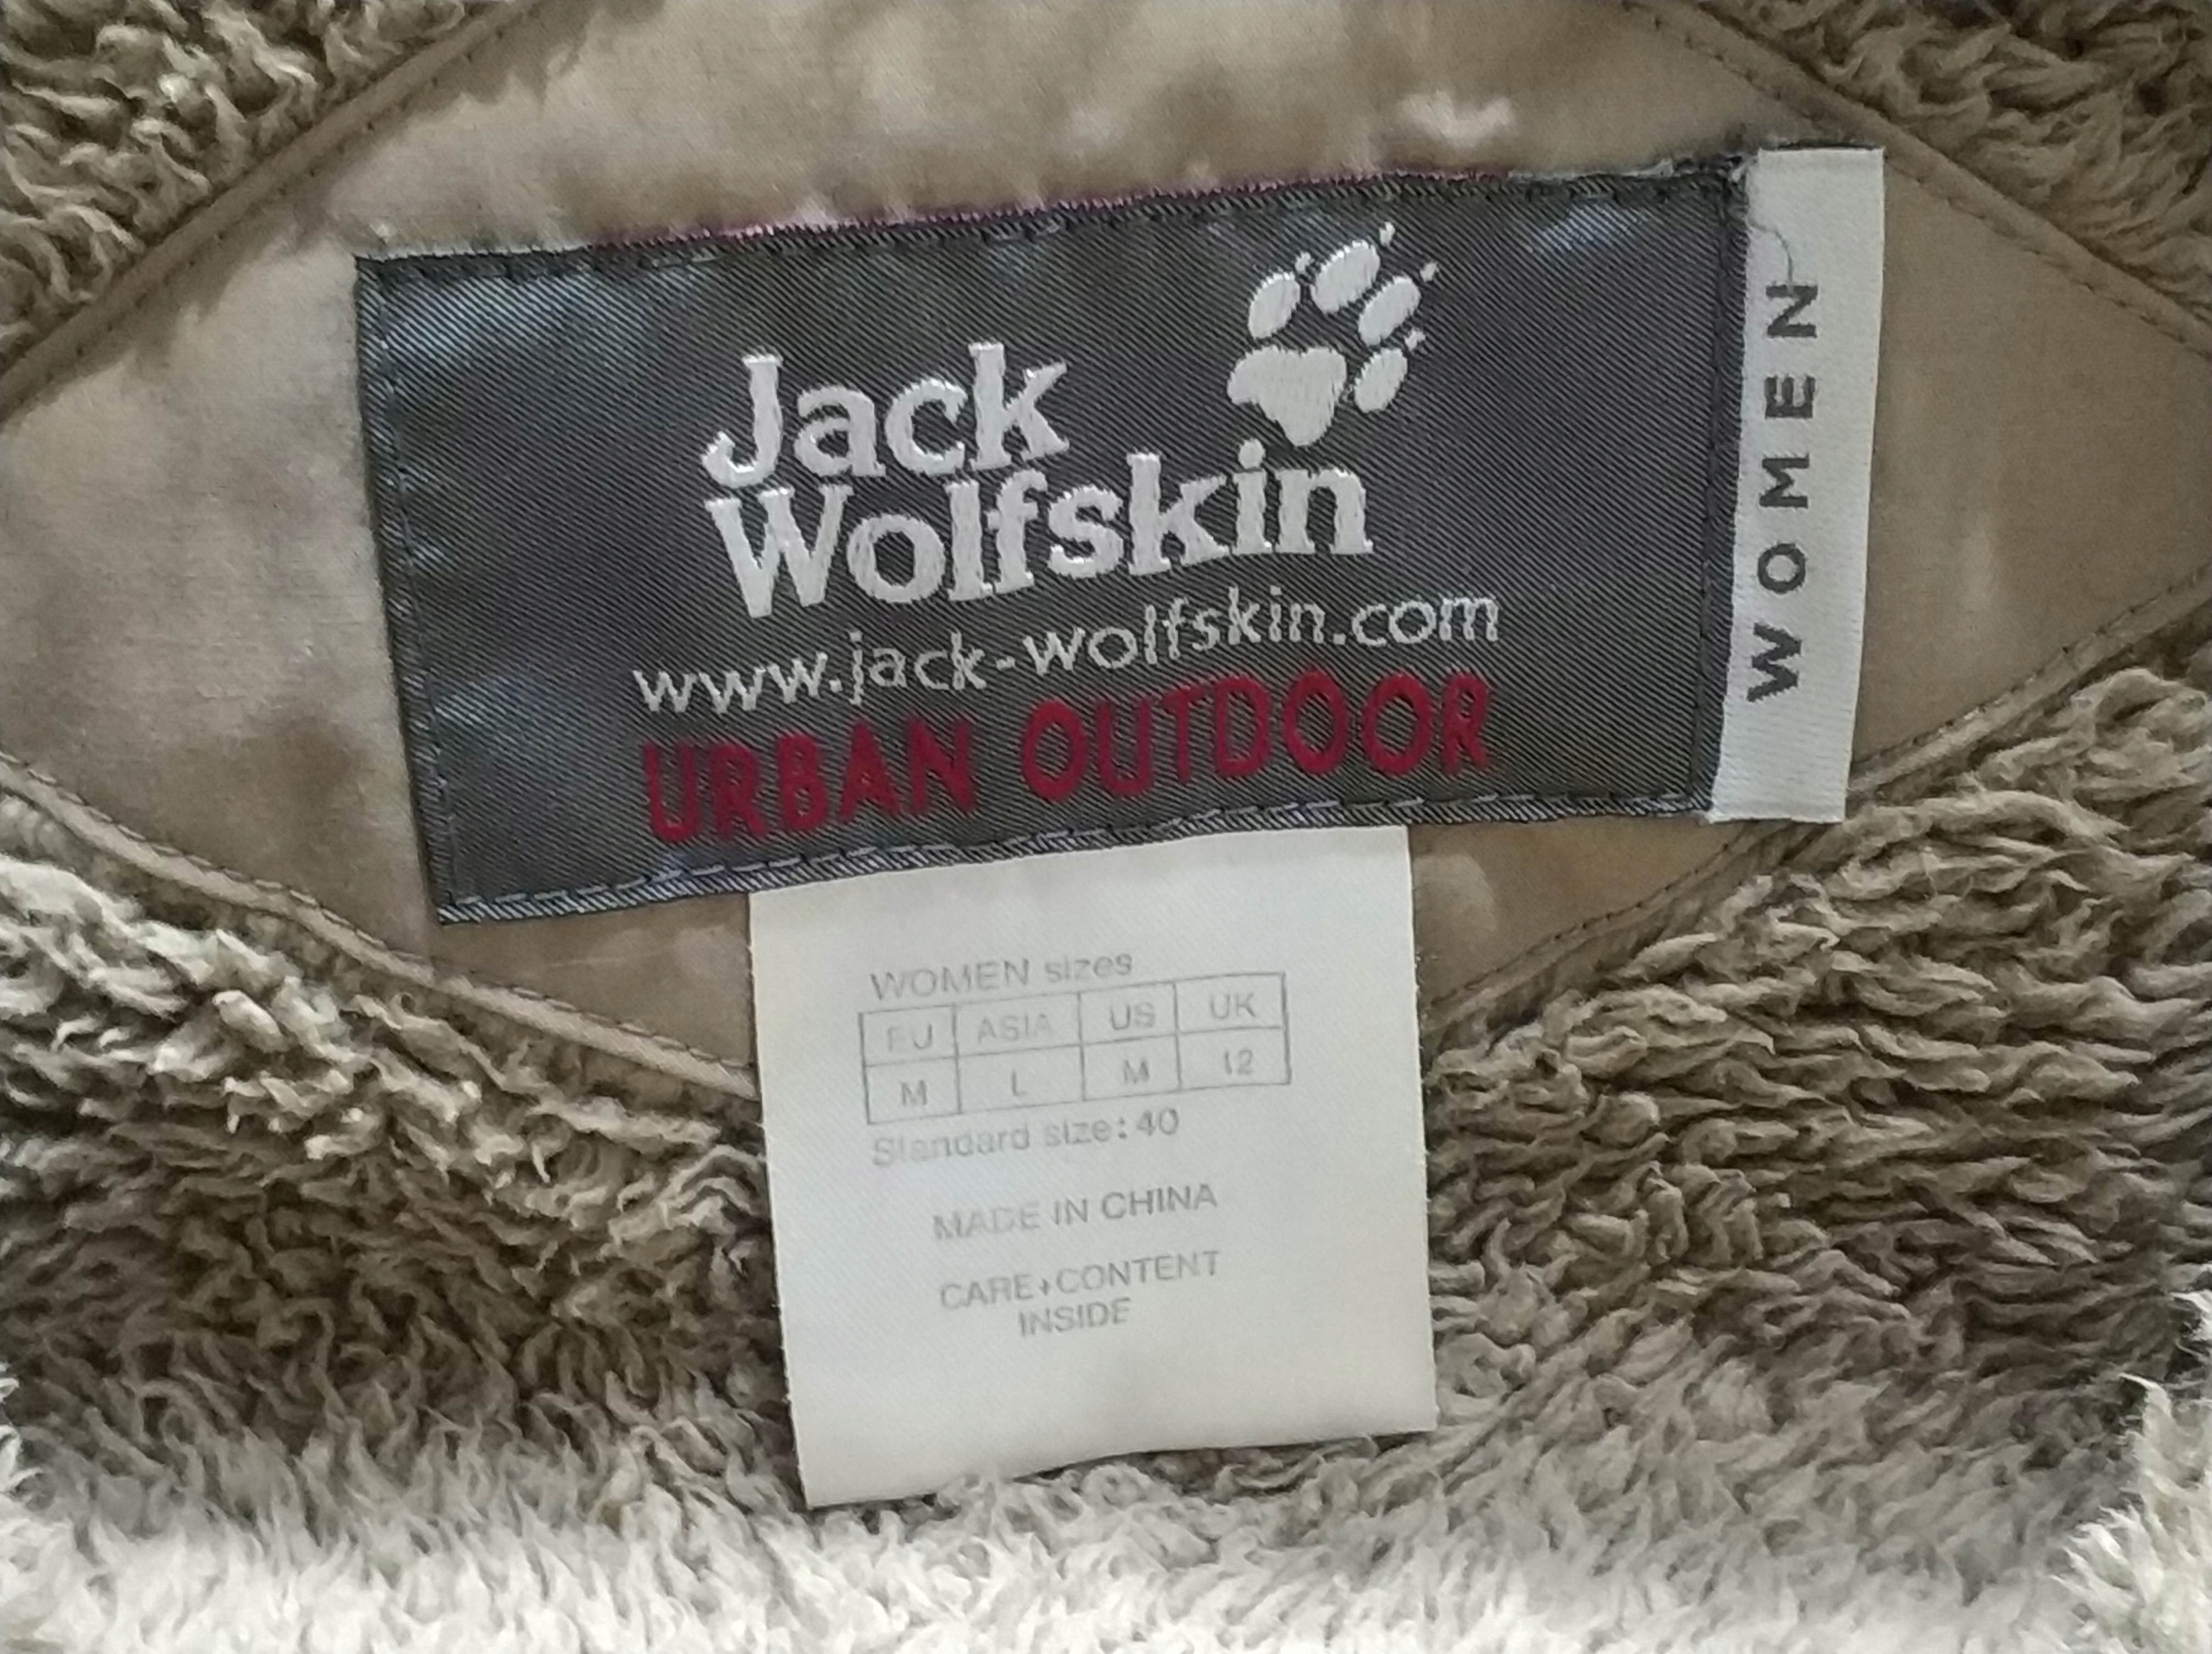 Jack
Wolfskin
www.jack-wolfskin.com
URBAN OUTDOOR
WOMEN
WOMEN sizes
EU ASIA US UK
M L M 12
Standard size: 40
MADE IN CHINA
CARE+CONTENT
INSIDE